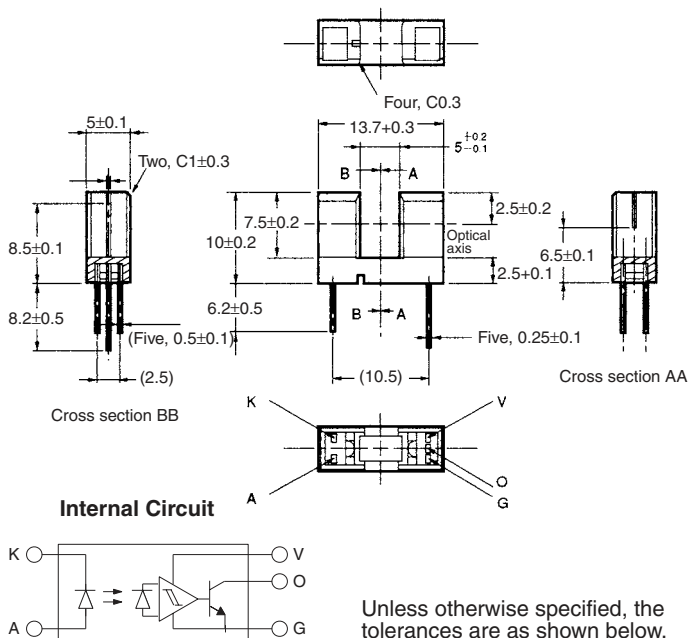 Four, C0.3
5±0.1
13.7+0.3
+0.2
5 -0.1
Two, C1±0.3
B A
7.5±0.2
2.5±0.2
8.5±0.1
10±0.2
Optical
axis
6.5±0.1
2.5+0.1
8.2±0.5
6.2±0.5
B A
(Five, 0.5±0.1)
Five, 0.25±0.1
(2.5)
(10.5)
Cross section AA
Cross section BB
K V
A O
G
Internal Circuit
K V
O
A G
Unless otherwise specified, the
tolerances are as shown below.